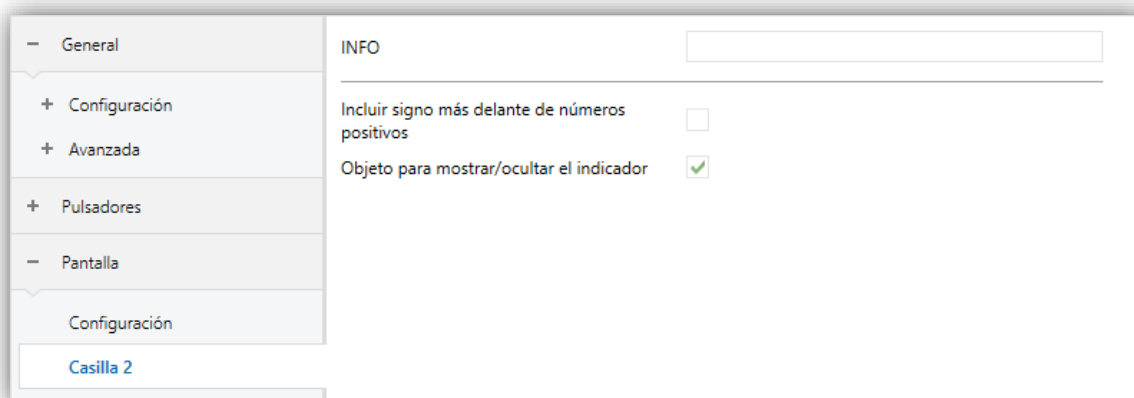 General
Configuración
Avanzada
Pulsadores
Pantalla
Configuración
Casilla 2
INFO
Incluir signo más delante de números
positivos
Objeto para mostrar/ocultar el indicador